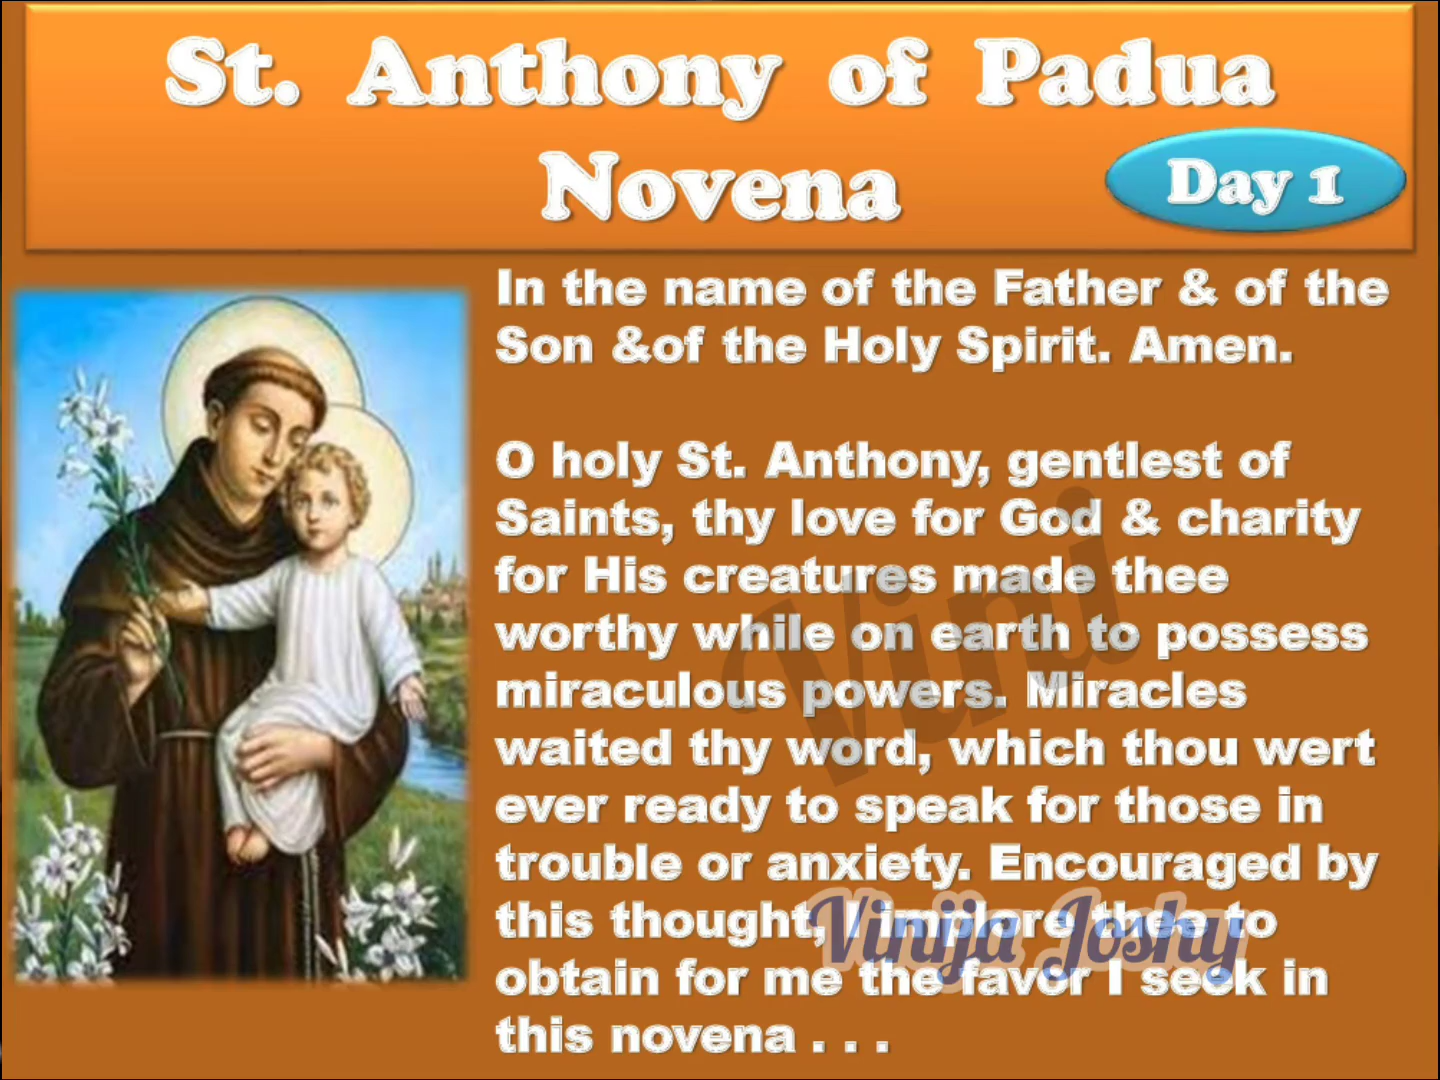 St. Anthony of Padua
Novena
Day 1
In the name of the Father & of the
Son &of the Holy Spirit. Amen.
O holy St. Anthony, gentlest of
Saints, thy love for God & charity
for His creatures made thee
worthy while on earth to possess
miraculous powers. Miracles
waited thy word, which thou wert
ever ready to speak for those in
trouble or anxiety. Encouraged by
this thought, I implore thee to
obtain for me the favor I seek in
this novena . . .
Vini
Vinija Joshy